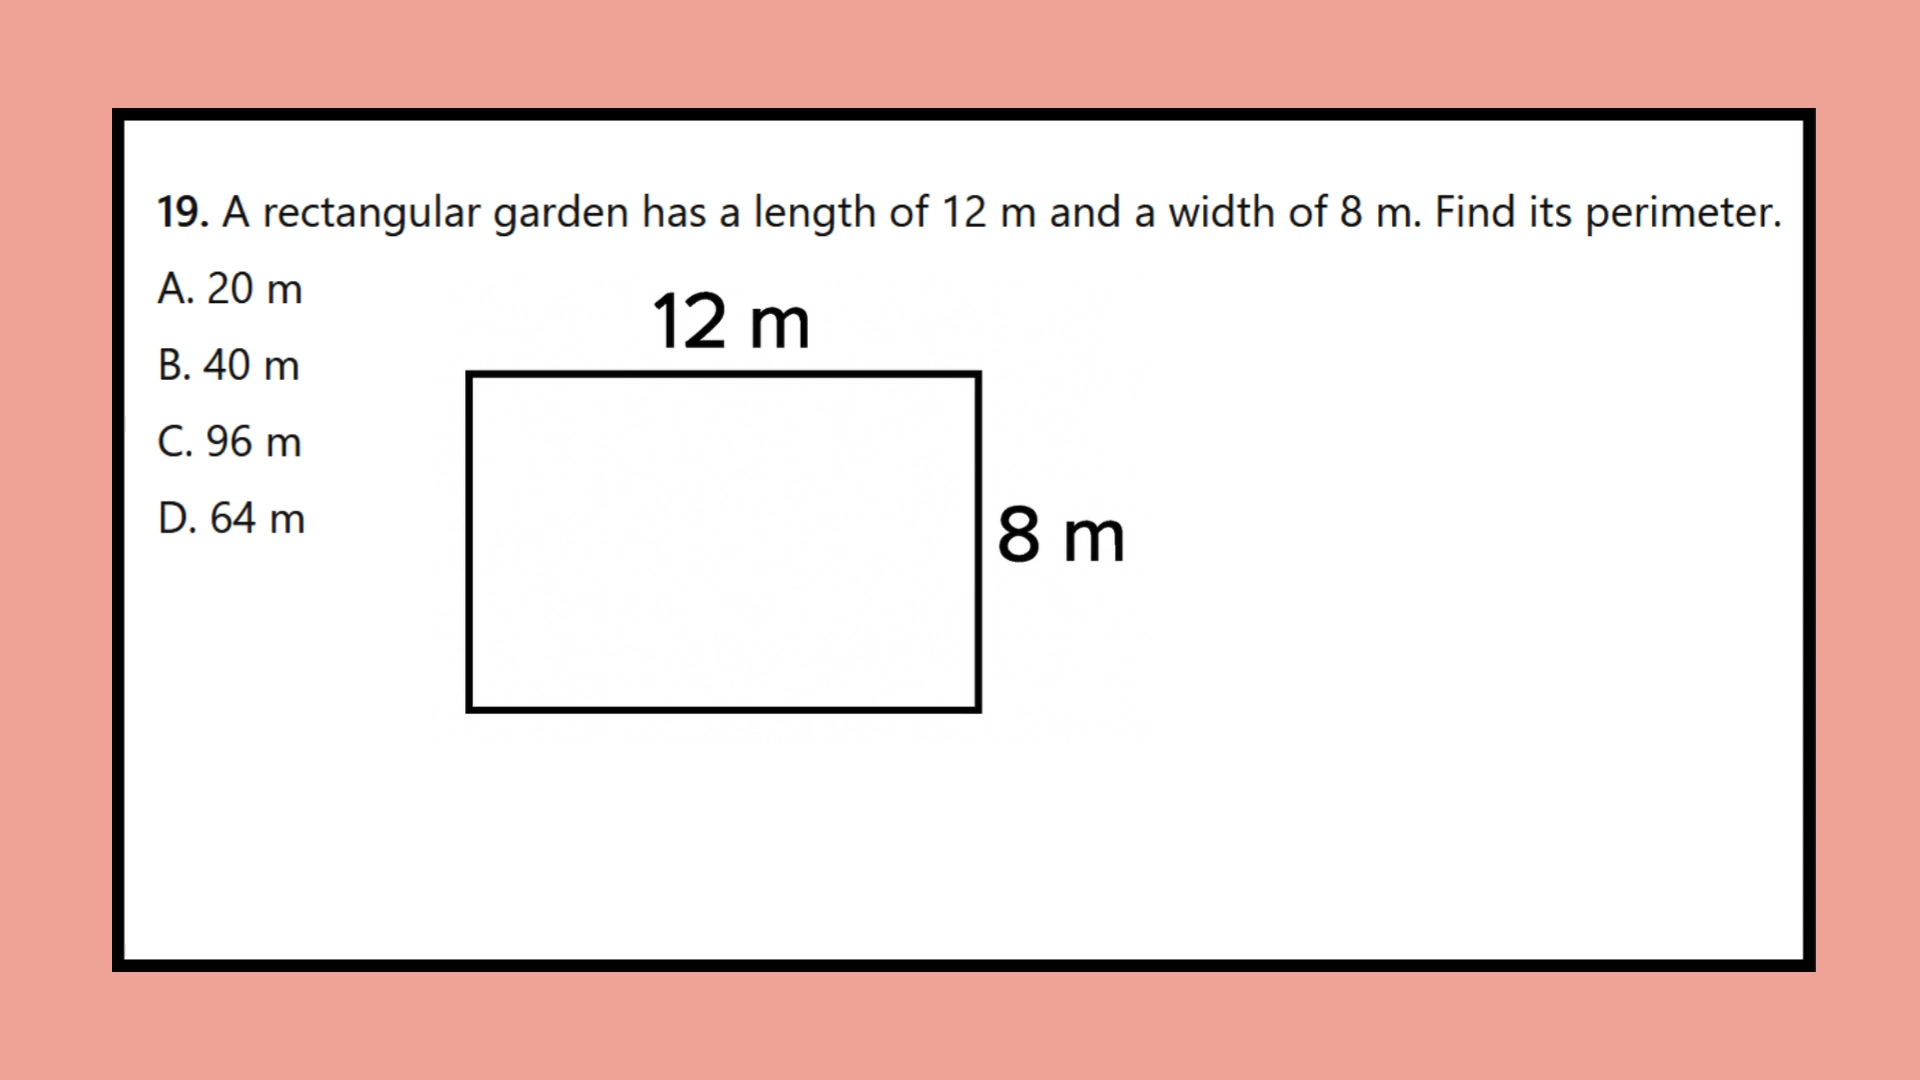 19. A rectangular garden has a length of 12 m and a width of 8 m. Find its perimeter.
A. 20 m
B. 40 m
C. 96 m
D. 64 m
12 m
8 m